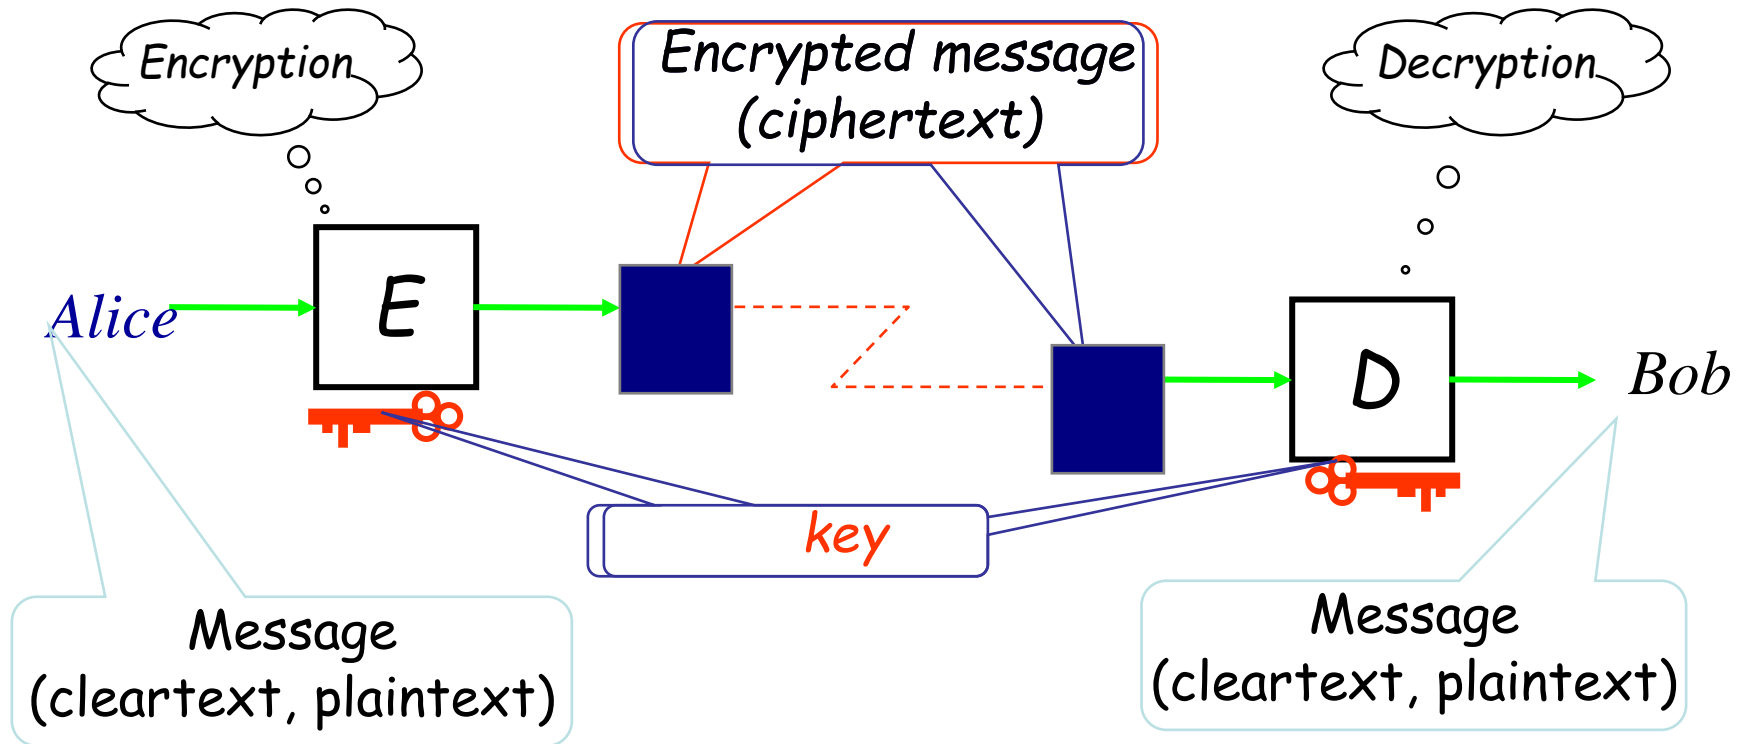 Encryption
Encrypted message
(ciphertext)
Decryption
Alice
E
D
Bob
key
Message
(cleartext, plaintext)
Message
(cleartext, plaintext)